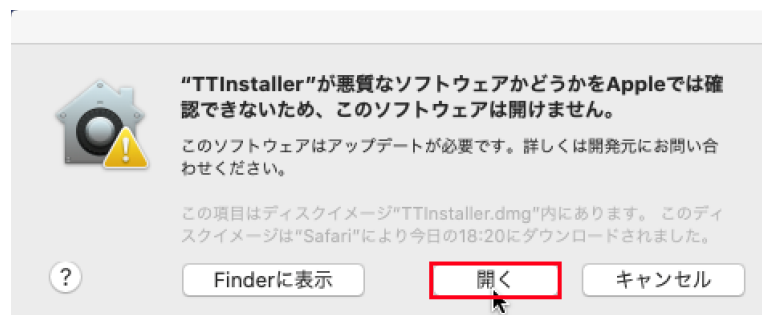 “TTInstaller”が悪質なソフトウェアかどうかをAppleでは確
認できないため、このソフトウェアは開けません。
このソフトウェアはアップデートが必要です。詳しくは開発元にお問い合
わせください。
この項目はディスクイメージ“TTInstaller.dmg”内にあります。 このディ
スクイメージは“Safari”により今日の18:20にダウンロードされました。
? Finderに表示 開く キャンセル